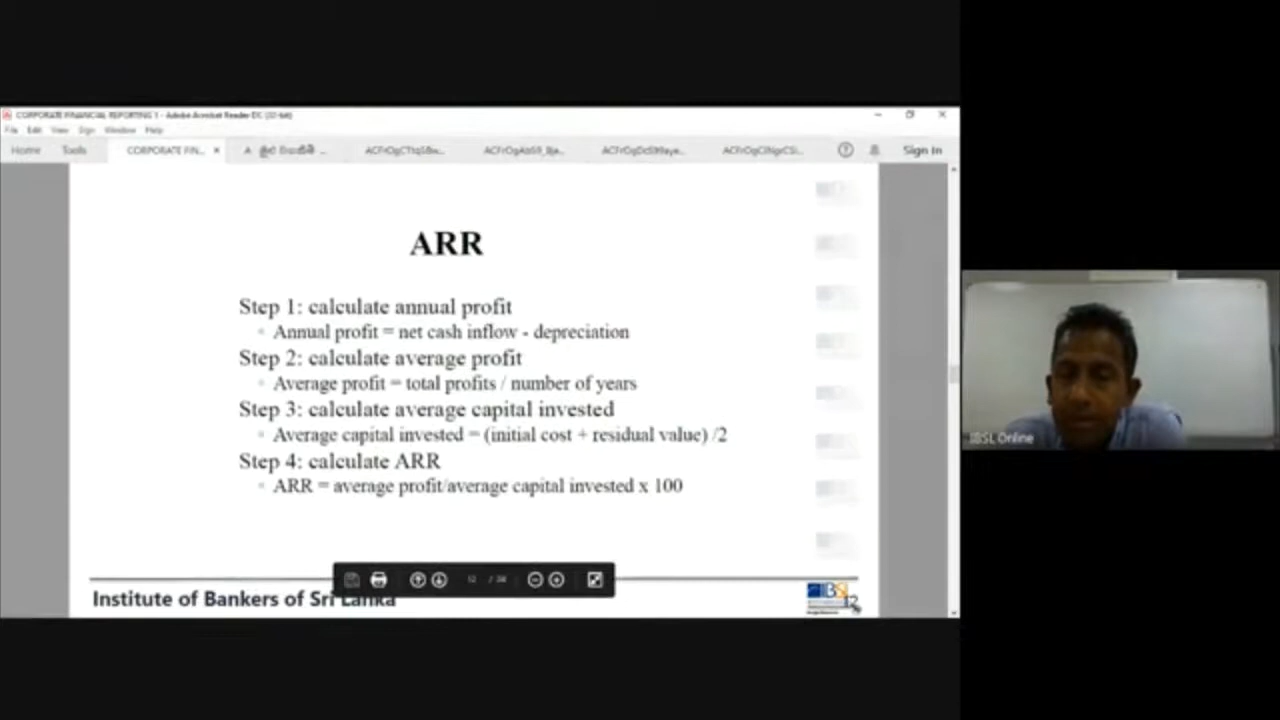 CORPORATE FINANCIAL REPORTING 1 - Adobe Acrobat Reader DC (32-bit)
File Edit View Sign Window Help
Home Tools CORPORATE FIN... Sign In
ARR
Step 1: calculate annual profit
Annual profit = net cash inflow - depreciation
Step 2: calculate average profit
Average profit = total profits / number of years
Step 3: calculate average capital invested
Average capital invested = (initial cost + residual value) /2
Step 4: calculate ARR
ARR = average profit/average capital invested x 100
12
Institute of Bankers of Sri Lanka
IBSL Online